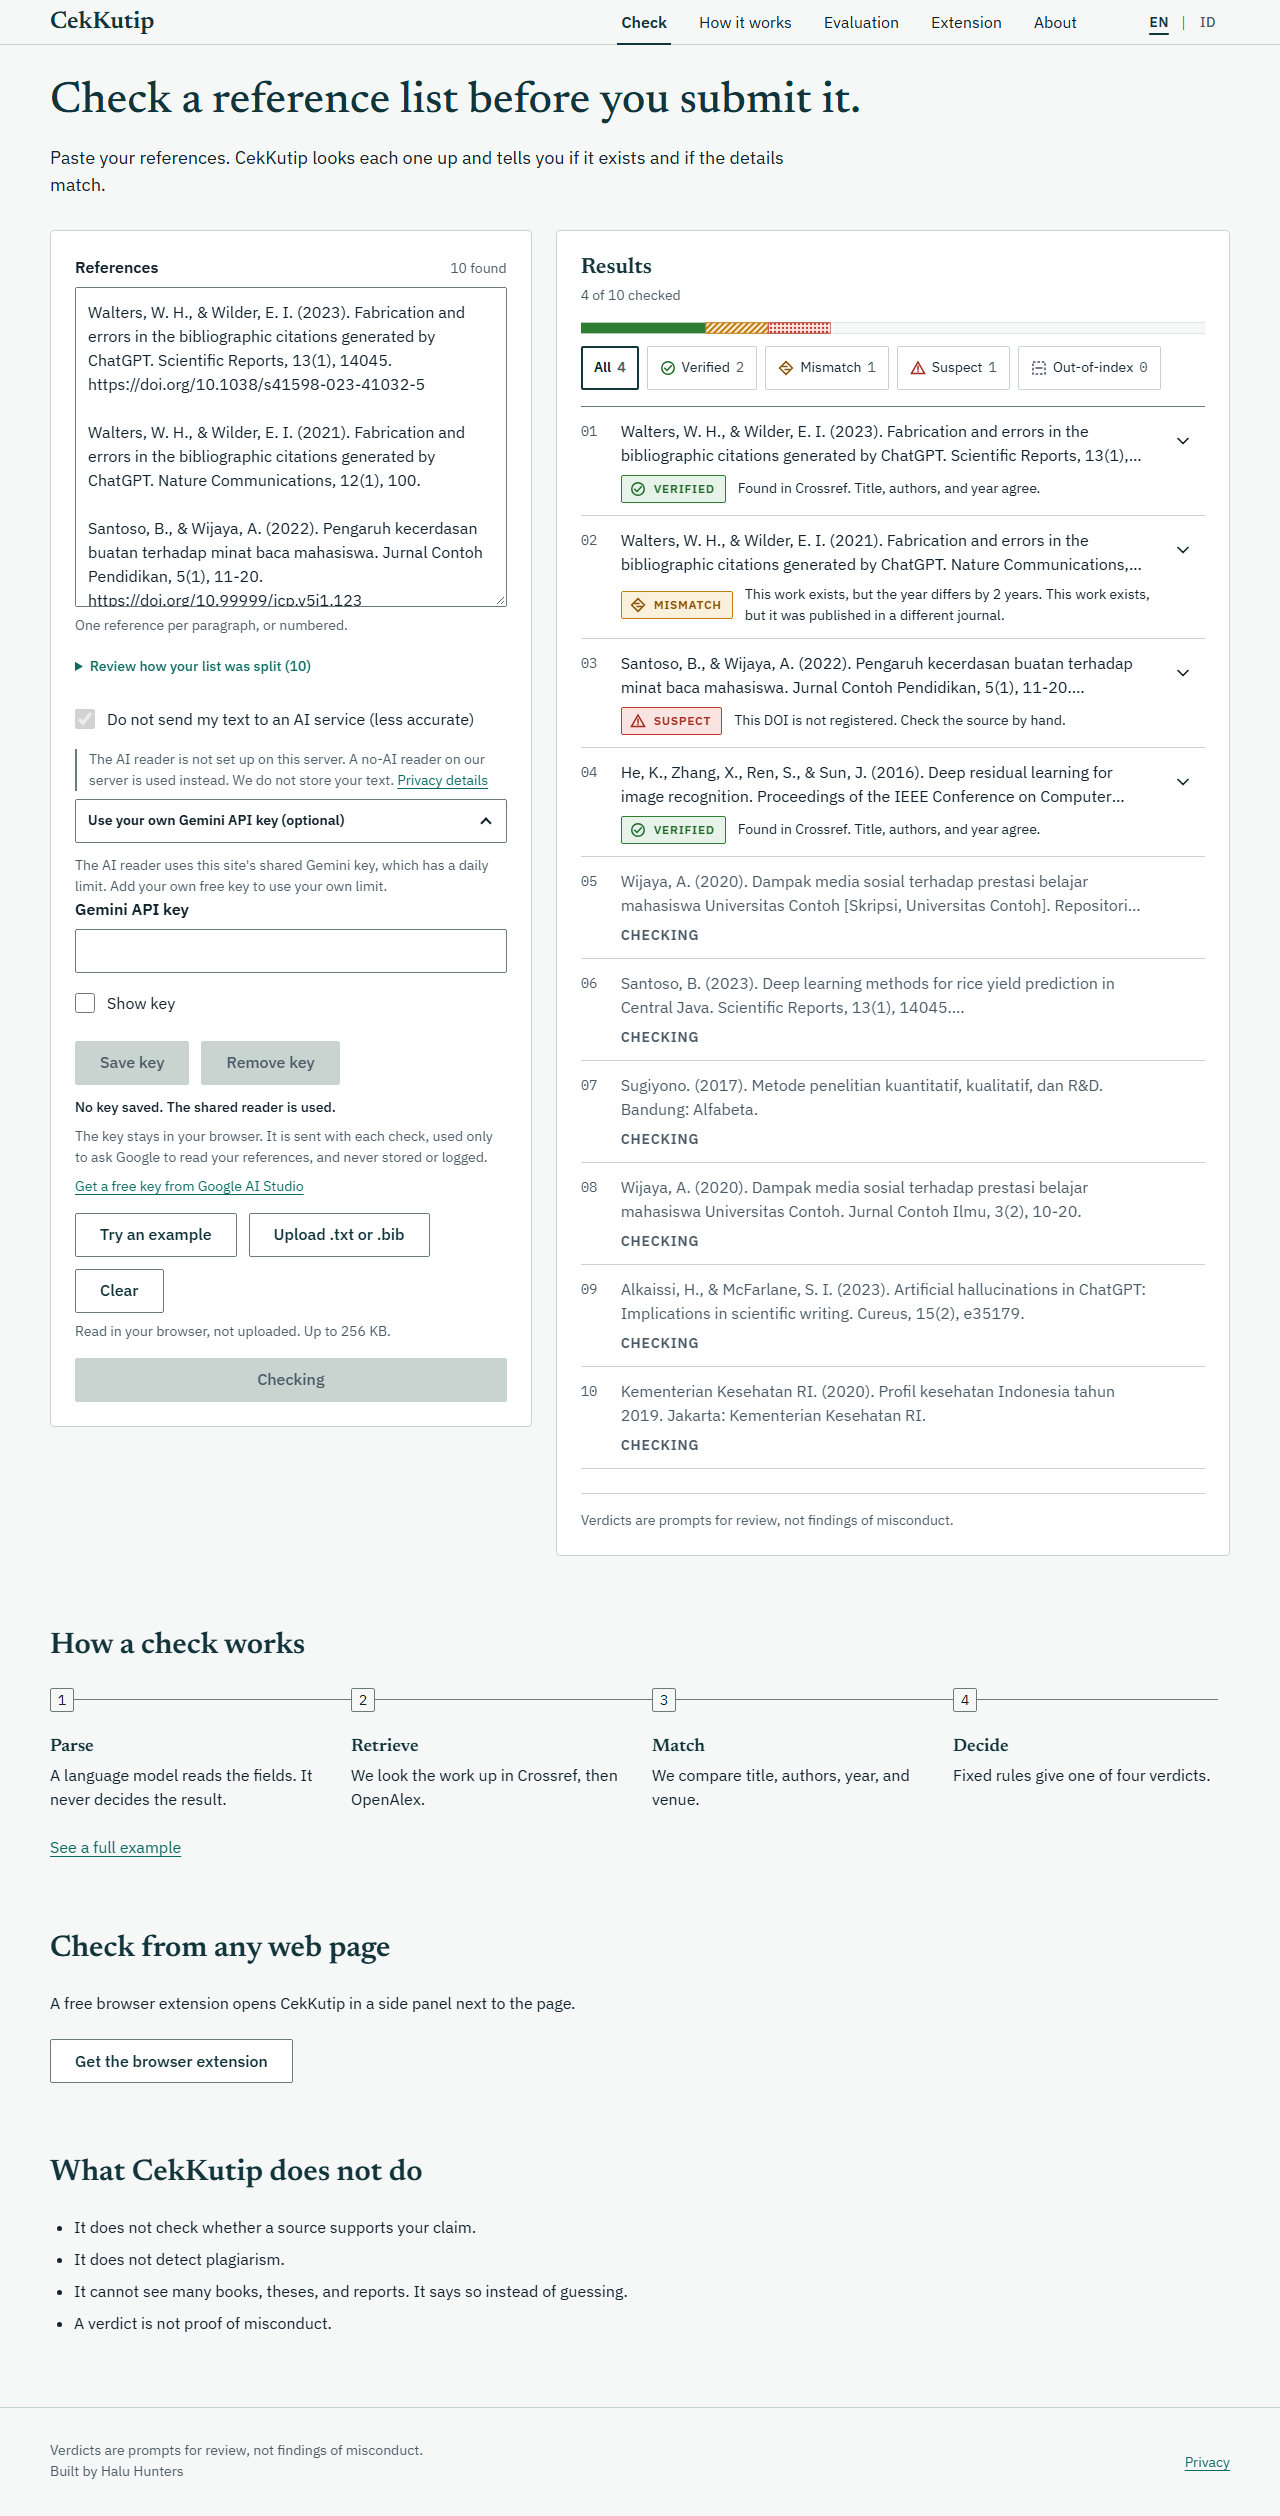 CekKutip
Check
How it works
Evaluation
Extension
About
EN | ID
Check a reference list before you submit it.
Paste your references. CekKutip looks each one up and tells you if it exists and if the details
match.
References
10 found
Walters, W. H., & Wilder, E. I. (2023). Fabrication and
errors in the bibliographic citations generated by
ChatGPT. Scientific Reports, 13(1), 14045.
https://doi.org/10.1038/s41598-023-41032-5
Walters, W. H., & Wilder, E. I. (2021). Fabrication and
errors in the bibliographic citations generated by
ChatGPT. Nature Communications, 12(1), 100.
Santoso, B., & Wijaya, A. (2022). Pengaruh kecerdasan
buatan terhadap minat baca mahasiswa. Jurnal Contoh
Pendidikan, 5(1), 11-20.
https://doi.org/10.99999/jcp.v5i1.123
One reference per paragraph, or numbered.
Review how your list was split (10)
Do not send my text to an AI service (less accurate)
The AI reader is not set up on this server. A no-AI reader on our
server is used instead. We do not store your text. Privacy details
Use your own Gemini API key (optional)
The AI reader uses this site's shared Gemini key, which has a daily
limit. Add your own free key to use your own limit.
Gemini API key
Show key
Save key
Remove key
No key saved. The shared reader is used.
The key stays in your browser. It is sent with each check, used only
to ask Google to read your references, and never stored or logged.
Get a free key from Google AI Studio
Try an example
Upload .txt or .bib
Clear
Read in your browser, not uploaded. Up to 256 KB.
Checking
Results
4 of 10 checked
All 4
Verified 2
Mismatch 1
Suspect 1
Out-of-index 0
01
Walters, W. H., & Wilder, E. I. (2023). Fabrication and errors in the
bibliographic citations generated by ChatGPT. Scientific Reports, 13(1),...
VERIFIED
Found in Crossref. Title, authors, and year agree.
02
Walters, W. H., & Wilder, E. I. (2021). Fabrication and errors in the
bibliographic citations generated by ChatGPT. Nature Communications,...
MISMATCH
This work exists, but the year differs by 2 years. This work exists,
but it was published in a different journal.
03
Santoso, B., & Wijaya, A. (2022). Pengaruh kecerdasan buatan terhadap
minat baca mahasiswa. Jurnal Contoh Pendidikan, 5(1), 11-20....
SUSPECT
This DOI is not registered. Check the source by hand.
04
He, K., Zhang, X., Ren, S., & Sun, J. (2016). Deep residual learning for
image recognition. Proceedings of the IEEE Conference on Computer...
VERIFIED
Found in Crossref. Title, authors, and year agree.
05
Wijaya, A. (2020). Dampak media sosial terhadap prestasi belajar
mahasiswa Universitas Contoh [Skripsi, Universitas Contoh]. Repositori...
CHECKING
06
Santoso, B. (2023). Deep learning methods for rice yield prediction in
Central Java. Scientific Reports, 13(1), 14045....
CHECKING
07
Sugiyono. (2017). Metode penelitian kuantitatif, kualitatif, dan R&D.
Bandung: Alfabeta.
CHECKING
08
Wijaya, A. (2020). Dampak media sosial terhadap prestasi belajar
mahasiswa Universitas Contoh. Jurnal Contoh Ilmu, 3(2), 10-20.
CHECKING
09
Alkaissi, H., & McFarlane, S. I. (2023). Artificial hallucinations in ChatGPT:
Implications in scientific writing. Cureus, 15(2), e35179.
CHECKING
10
Kementerian Kesehatan RI. (2020). Profil kesehatan Indonesia tahun
2019. Jakarta: Kementerian Kesehatan RI.
CHECKING
Verdicts are prompts for review, not findings of misconduct.
How a check works
1
Parse
A language model reads the fields. It
never decides the result.
2
Retrieve
We look the work up in Crossref, then
OpenAlex.
3
Match
We compare title, authors, year, and
venue.
4
Decide
Fixed rules give one of four verdicts.
See a full example
Check from any web page
A free browser extension opens CekKutip in a side panel next to the page.
Get the browser extension
What CekKutip does not do
It does not check whether a source supports your claim.
It does not detect plagiarism.
It cannot see many books, theses, and reports. It says so instead of guessing.
A verdict is not proof of misconduct.
Verdicts are prompts for review, not findings of misconduct.
Built by Halu Hunters
Privacy